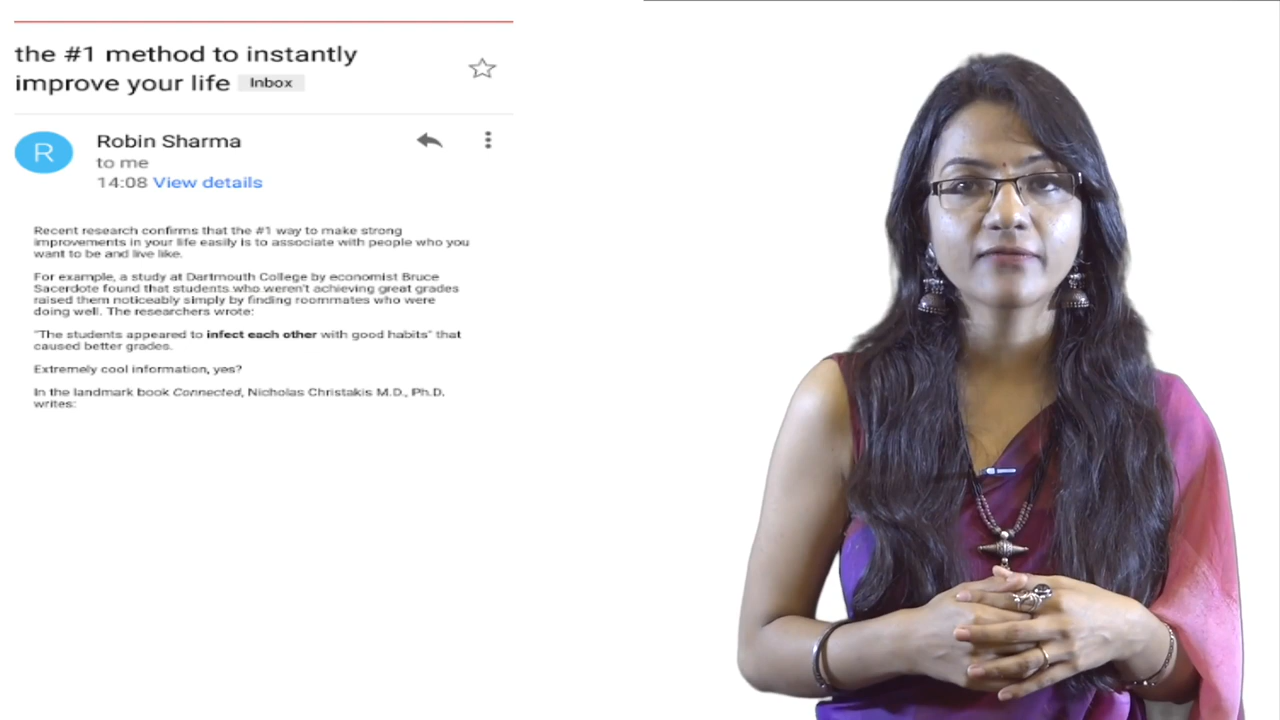 the #1 method to instantly
improve your life Inbox
R
Robin Sharma
to me
14:08 View details
Recent research confirms that the #1 way to make strong
improvements in your life easily is to associate with people who you
want to be and live like.
For example, a study at Dartmouth College by economist Bruce
Sacerdote found that students who weren't achieving great grades
raised them noticeably simply by finding roommates who were
doing well. The researchers wrote:
"The students appeared to infect each other with good habits" that
caused better grades.
Extremely cool information, yes?
In the landmark book Connected, Nicholas Christakis M.D., Ph.D.
writes: